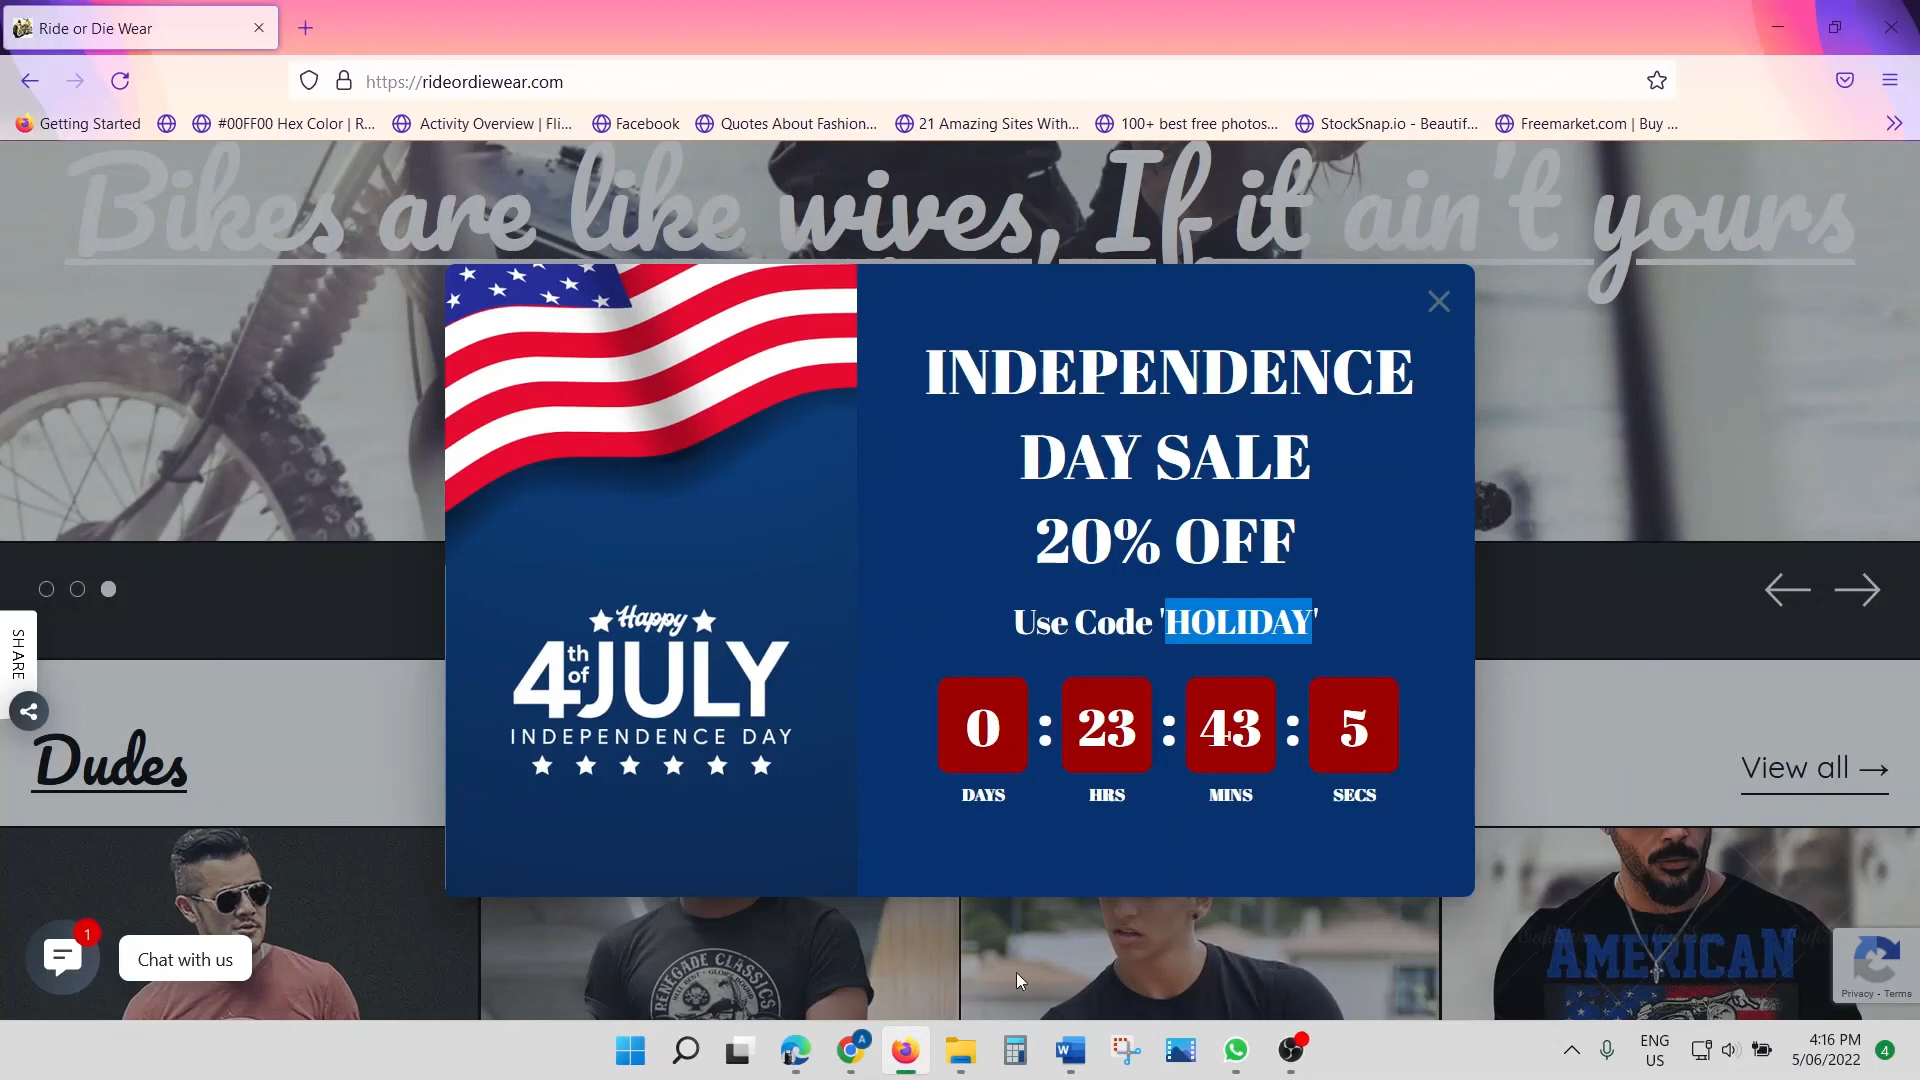 Ride or Die Wear
https://rideordiewear.com
Getting Started
#00FF00 Hex Color | R...
Activity Overview | Fli...
Facebook
Quotes About Fashion...
21 Amazing Sites With...
100+ best free photos...
StockSnap.io - Beautif...
Freemarket.com | Buy ...
Bikes are like wives, If it ain't yours
INDEPENDENCE
DAY SALE
20% OFF
Use Code 'HOLIDAY'
0 : 23 : 43 : 5
DAYS HRS MINS SECS
Happy
4th of JULY
INDEPENDENCE DAY
SHARE
Dudes
View all →
RENEGADE CLASSICS
AMERICAN
1
Chat with us
Privacy - Terms
A
W
ENG
US
4:16 PM
5/06/2022
4